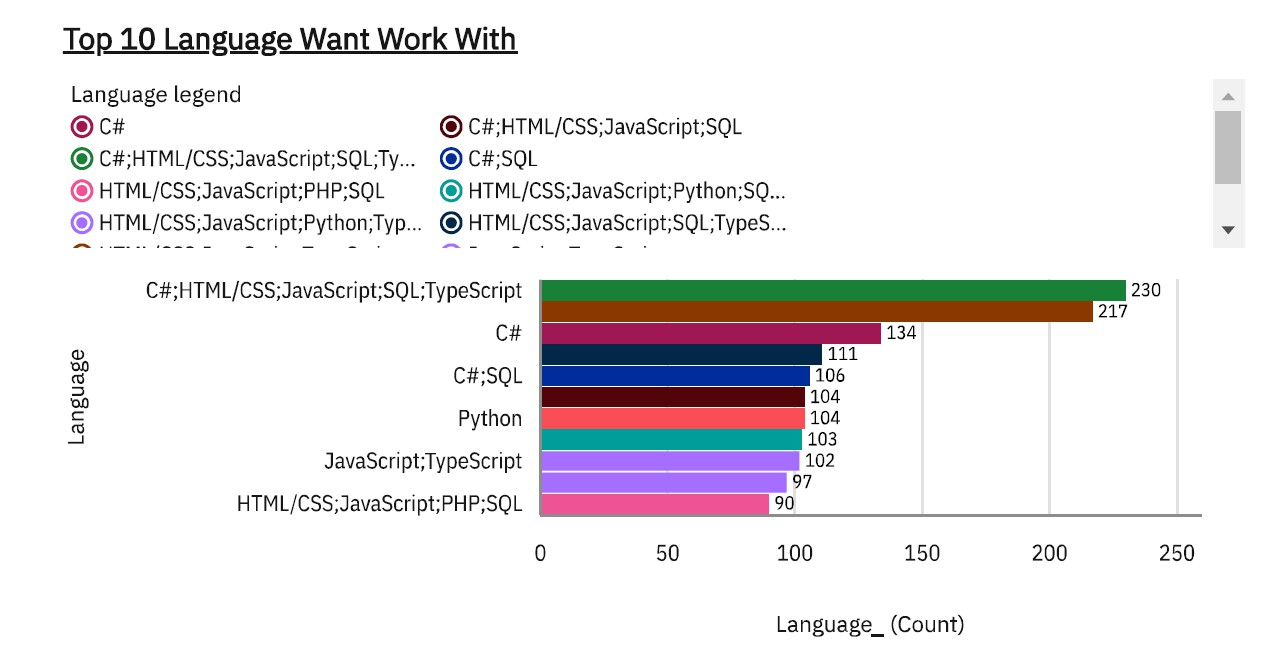 Top 10 Language Want Work With
Language legend
C# C#;HTML/CSS;JavaScript;SQL
C#;HTML/CSS;JavaScript;SQL;Ty... C#;SQL
HTML/CSS;JavaScript;PHP;SQL HTML/CSS;JavaScript;Python;SQ...
HTML/CSS;JavaScript;Python;Typ... HTML/CSS;JavaScript;SQL;TypeS...
C#;HTML/CSS;JavaScript;SQL;TypeScript 230
217
C# 134
111
C#;SQL 106
104
Python 104
103
JavaScript;TypeScript 102
97
HTML/CSS;JavaScript;PHP;SQL 90
Language
0 50 100 150 200 250
Language_ (Count)